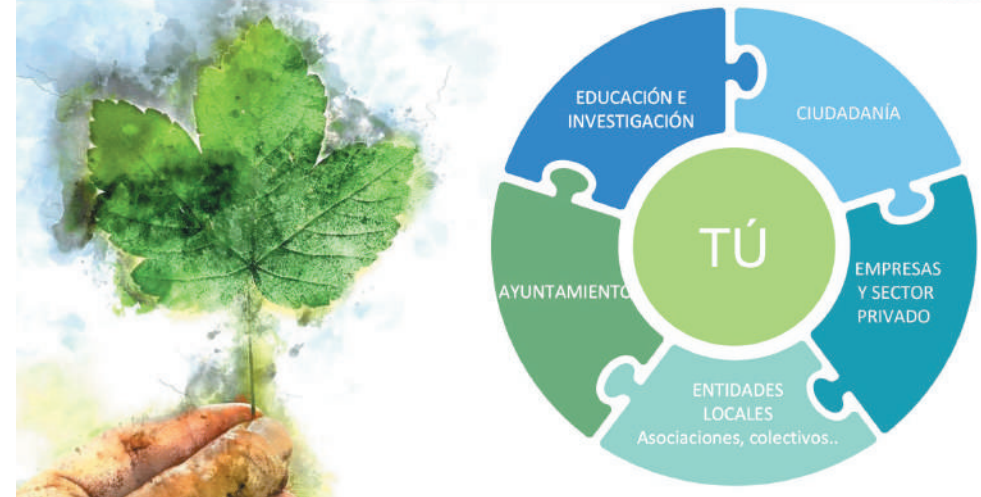 EDUCACIÓN E
INVESTIGACIÓN
CIUDADANÍA
TÚ
EMPRESAS
Y SECTOR
PRIVADO
AYUNTAMIENTO
ENTIDADES
LOCALES
Asociaciones, colectivos..